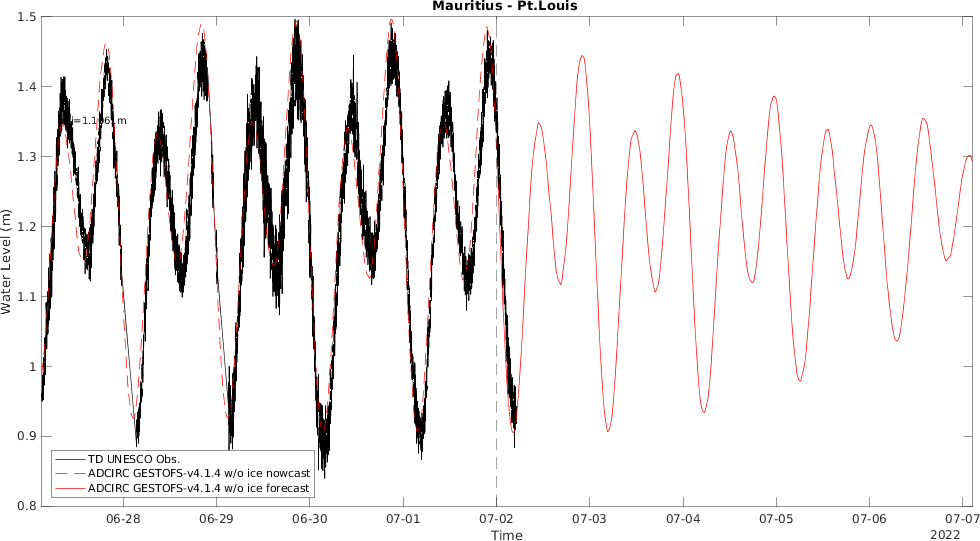 Mauritius - Pt.Louis
Water Level (m)
1.5
1.4
1.3
1.2
1.1
1
0.9
0.8
m
TD UNESCO Obs.
ADCIRC GESTOFS-v4.1.4 w/o ice nowcast
ADCIRC GESTOFS-v4.1.4 w/o ice forecast
06-28 06-29 06-30 07-01 07-02 07-03 07-04 07-05 07-06 07-07
Time
2022